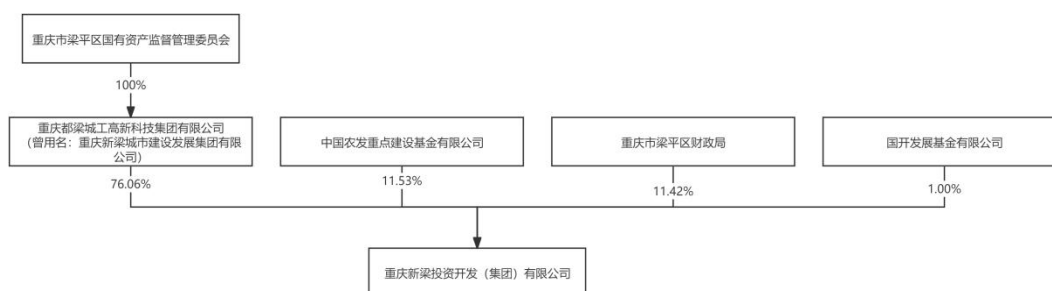 重庆市梁平区国有资产监督管理委员会
100%
重庆都梁城工高新科技集团有限公司
（曾用名：重庆新梁城市建设发展集团有限
公司）
中国农发重点建设基金有限公司
重庆市梁平区财政局
国开发展基金有限公司
76.06%
11.53%
11.42%
1.00%
重庆新梁投资开发（集团）有限公司